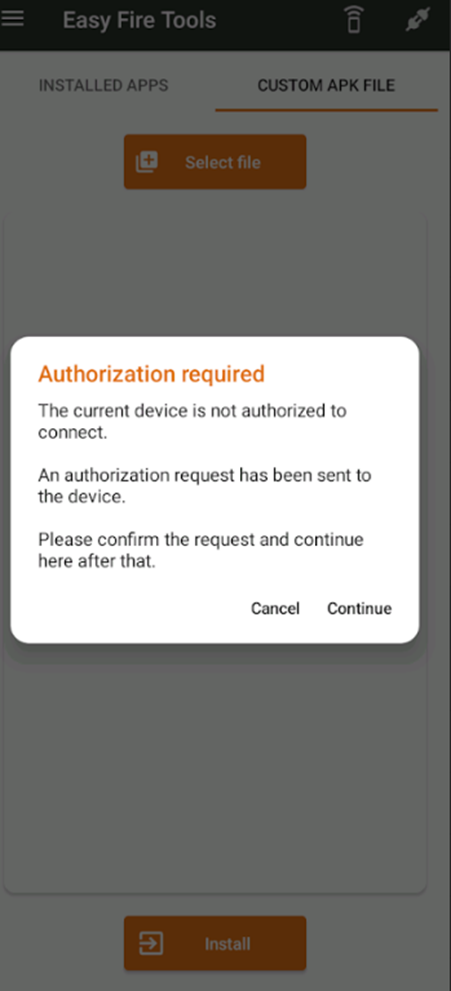 Easy Fire Tools
INSTALLED APPS
CUSTOM APK FILE
Select file
Authorization required
The current device is not authorized to
connect.
An authorization request has been sent to
the device.
Please confirm the request and continue
here after that.
Cancel
Continue
Install